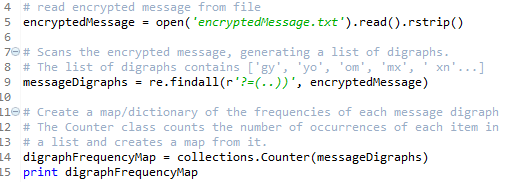 4 # read encrypted message from file
5 encryptedMessage = open('encryptedMessage.txt').read().rstrip()
6
7 # Scans the encrypted message, generating a list of digraphs.
8 # The list of digraphs contains ['gy', 'yo', 'om', 'mx', ' xn'...]
9 messageDigraphs = re.findall(r'?=(..))', encryptedMessage)
10
11 # Create a map/dictionary of the frequencies of each message digraph
12 # The Counter class counts the number of occurrences of each item in
13 # a list and creates a map from it.
14 digraphFrequencyMap = collections.Counter(messageDigraphs)
15 print digraphFrequencyMap